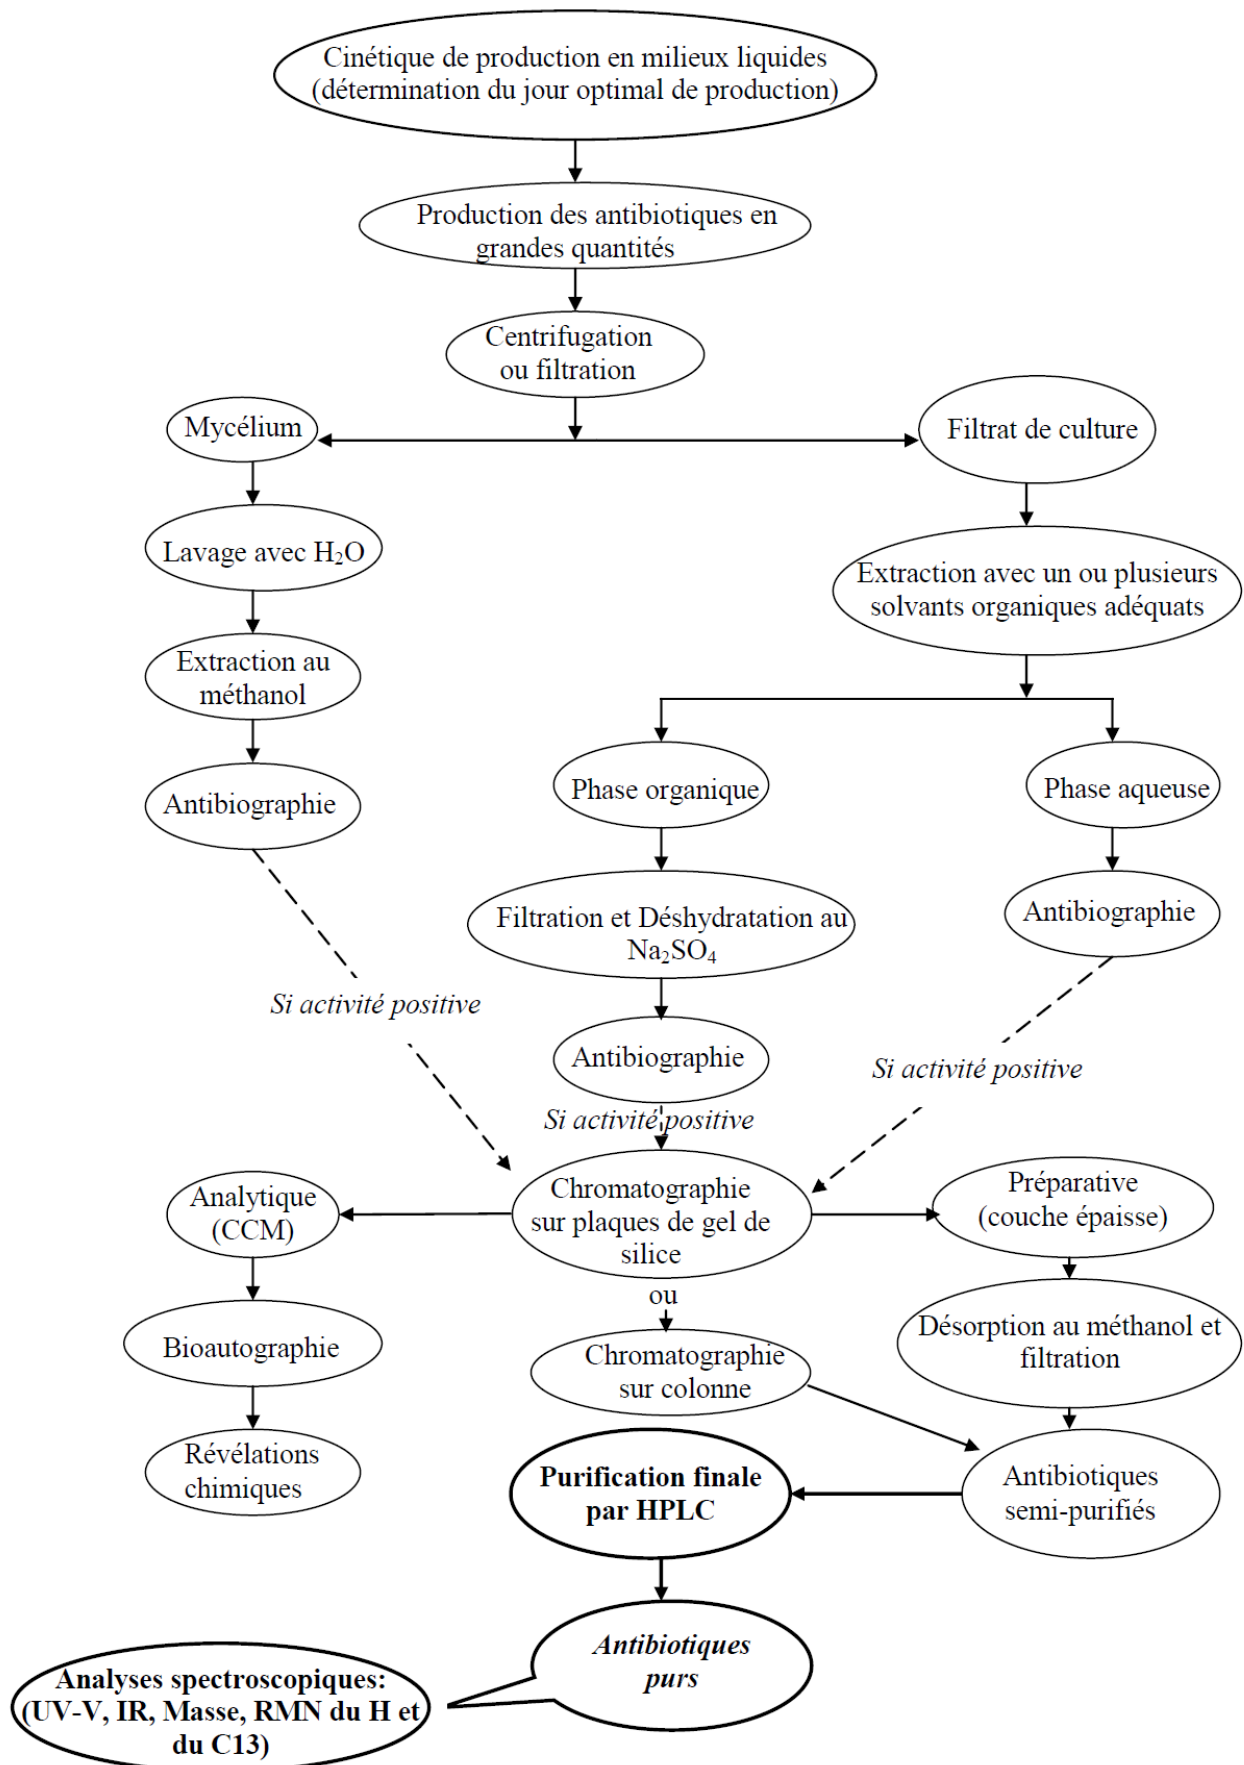 Cinétique de production en milieux liquides
(détermination du jour optimal de production)
Production des antibiotiques en
grandes quantités
Centrifugation
ou filtration
Mycélium
Filtrat de culture
Lavage avec H₂O
Extraction avec un ou plusieurs
solvants organiques adéquats
Extraction au
méthanol
Antibiographie
Phase organique
Phase aqueuse
Filtration et Déshydratation au
Na₂SO₄
Antibiographie
Si activité positive
Antibiographie
Si activité positive
Si activité positive
Chromatographie
sur plaques de gel de
silice
Analytique
(CCM)
Préparative
(couche épaisse)
ou
Bioautographie
Chromatographie
sur colonne
Désorption au méthanol et
filtration
Révélations
chimiques
Purification finale
par HPLC
Antibiotiques
semi-purifiés
Antibiotiques
purs
Analyses spectroscopiques:
(UV-V, IR, Masse, RMN du H et
du C13)